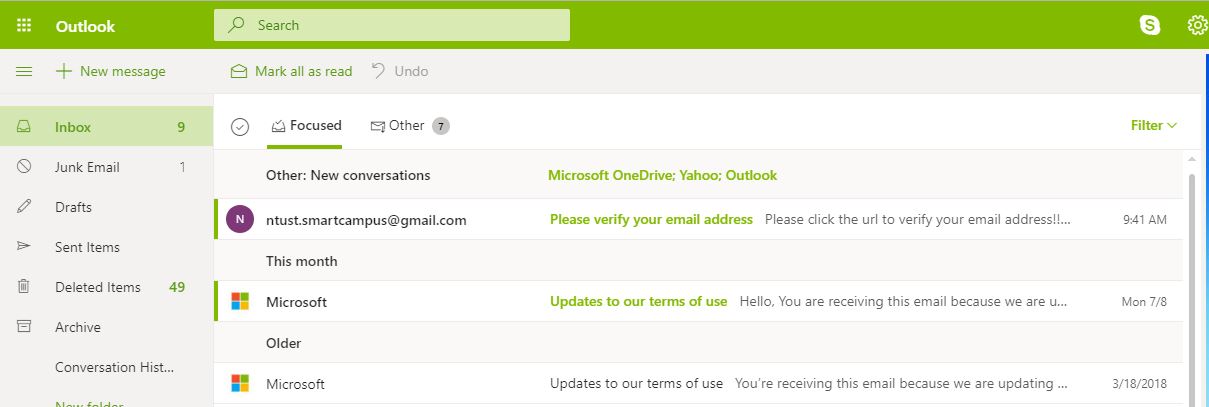 Outlook
Search
New message
Mark all as read
Undo
Inbox 9
Junk Email 1
Drafts
Sent Items
Deleted Items 49
Archive
Conversation Hist...
New folder
Focused
Other 7
Filter
Other: New conversations Microsoft OneDrive; Yahoo; Outlook
N ntust.smartcampus@gmail.com Please verify your email address Please click the url to verify your email address!!... 9:41 AM
This month
Microsoft Updates to our terms of use Hello, You are receiving this email because we are u... Mon 7/8
Older
Microsoft Updates to our terms of use You're receiving this email because we are updating ... 3/18/2018